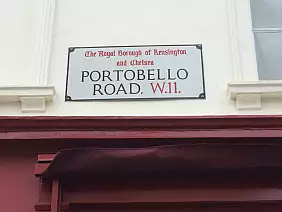 The Royal Borough of Kensington
and Chelsea
PORTOBELLO
ROAD, W.11.